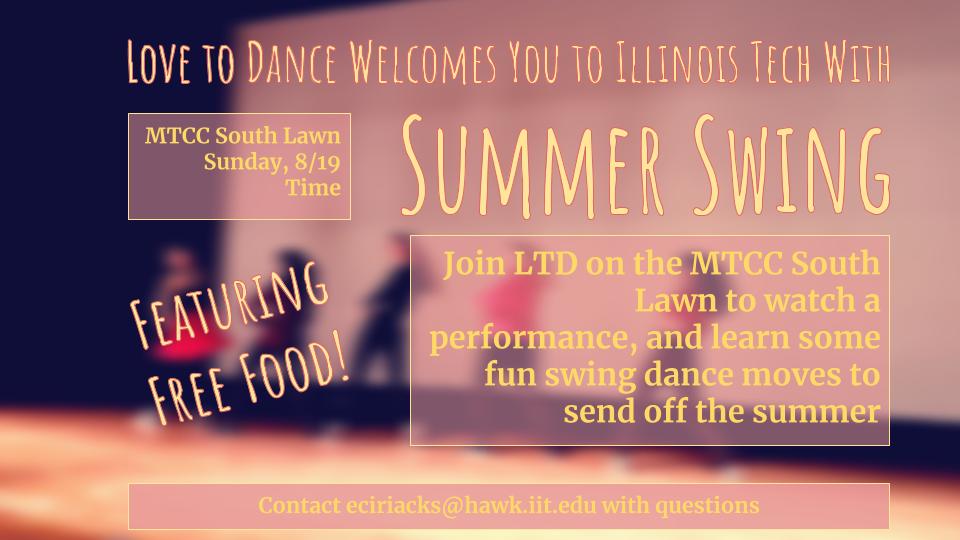 Love to Dance Welcomes You to Illinois Tech With
Summer Swing
MTCC South Lawn
Sunday, 8/19
Time
Featuring
Free Food!
Join LTD on the MTCC South
Lawn to watch a
performance, and learn some
fun swing dance moves to
send off the summer
Contact eciriacks@hawk.iit.edu with questions